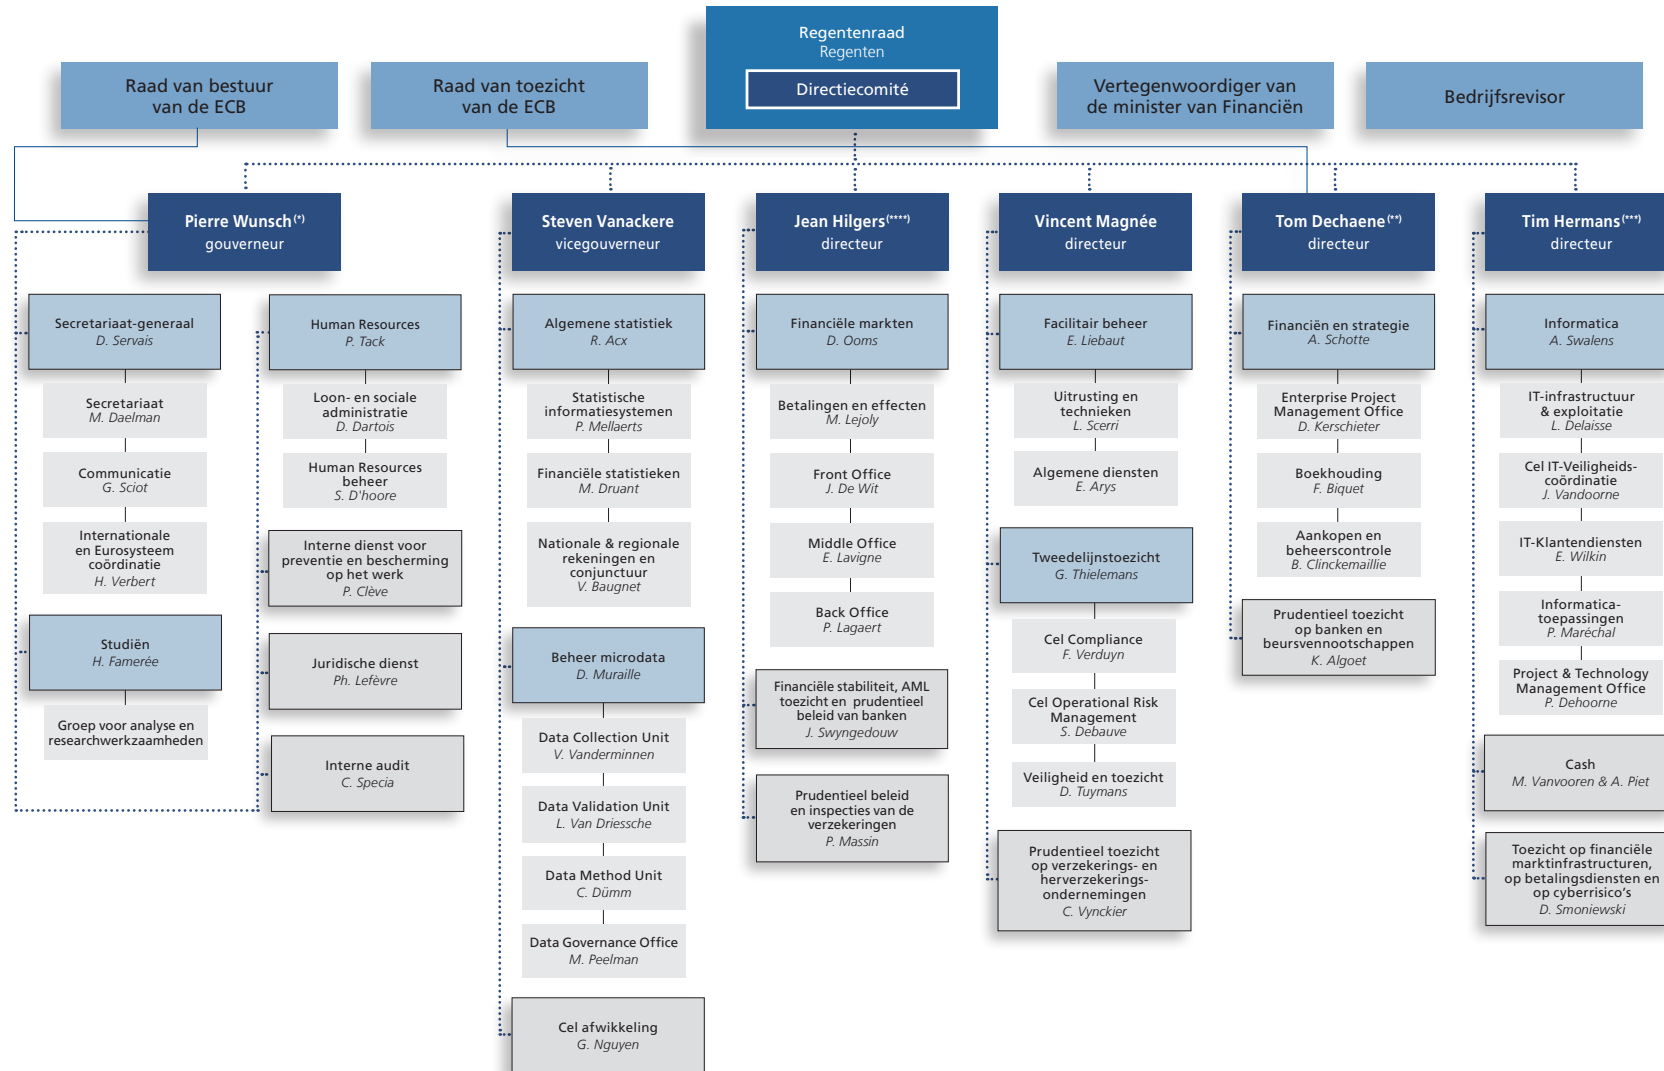 Regentenraad
Regenten
Directiecomité
Raad van bestuur
van de ECB
Raad van toezicht
van de ECB
Vertegenwoordiger van
de minister van Financiën
Bedrijfsrevisor
Pierre Wunsch(*)
gouverneur
Steven Vanackere
vicegouverneur
Jean Hilgers(****)
directeur
Vincent Magnée
directeur
Tom Dechaene(**)
directeur
Tim Hermans(***)
directeur
Secretariaat-generaal
D. Servais
Secretariaat
M. Daelman
Communicatie
G. Sciot
Internationale
en Eurosysteem
coördinatie
H. Verbert
Studiën
H. Famerée
Groep voor analyse en
researchwerkzaamheden
Human Resources
P. Tack
Loon- en sociale
administratie
D. Dartois
Human Resources
beheer
S. D'hoore
Interne dienst voor
preventie en bescherming
op het werk
P. Clève
Juridische dienst
Ph. Lefèvre
Interne audit
C. Specia
Algemene statistiek
R. Acx
Statistische
informatiesystemen
P. Mellaerts
Financiële statistieken
M. Druant
Nationale & regionale
rekeningen en
conjunctuur
V. Baugnet
Beheer microdata
D. Muraille
Data Collection Unit
V. Vanderminnen
Data Validation Unit
L. Van Driessche
Data Method Unit
C. Dümm
Data Governance Office
M. Peelman
Cel afwikkeling
G. Nguyen
Financiële markten
D. Ooms
Betalingen en effecten
M. Lejoly
Front Office
J. De Wit
Middle Office
E. Lavigne
Back Office
P. Lagaert
Financiële stabiliteit, AML
toezicht en prudentieel
beleid van banken
J. Swyngedouw
Prudentieel beleid
en inspecties van de
verzekeringen
P. Massin
Facilitair beheer
E. Liebaut
Uitrusting en
technieken
L. Scerri
Algemene diensten
E. Arys
Tweedelijnstoezicht
G. Thielemans
Cel Compliance
F. Verduyn
Cel Operational Risk
Management
S. Debauve
Veiligheid en toezicht
D. Tuymans
Prudentieel toezicht
op verzekerings- en
herverzekerings-
ondernemingen
C. Vynckier
Financiën en strategie
A. Schotte
Enterprise Project
Management Office
D. Kerschieter
Boekhouding
F. Biquet
Aankopen en
beheerscontrole
B. Clinckemaillie
Prudentieel toezicht
op banken en
beursvennootschappen
K. Algoet
Informatica
A. Swalens
IT-infrastructuur
& exploitatie
L. Delaisse
Cel IT-Veiligheids-
coördinatie
J. Vandoorne
IT-Klantendiensten
E. Wilkin
Informatica-
toepassingen
P. Maréchal
Project & Technology
Management Office
P. Dehoorne
Cash
M. Vanvooren & A. Piet
Toezicht op financiële
marktinfrastructuren,
op betalingsdiensten en
op cyberrisico's
D. Smoniewski